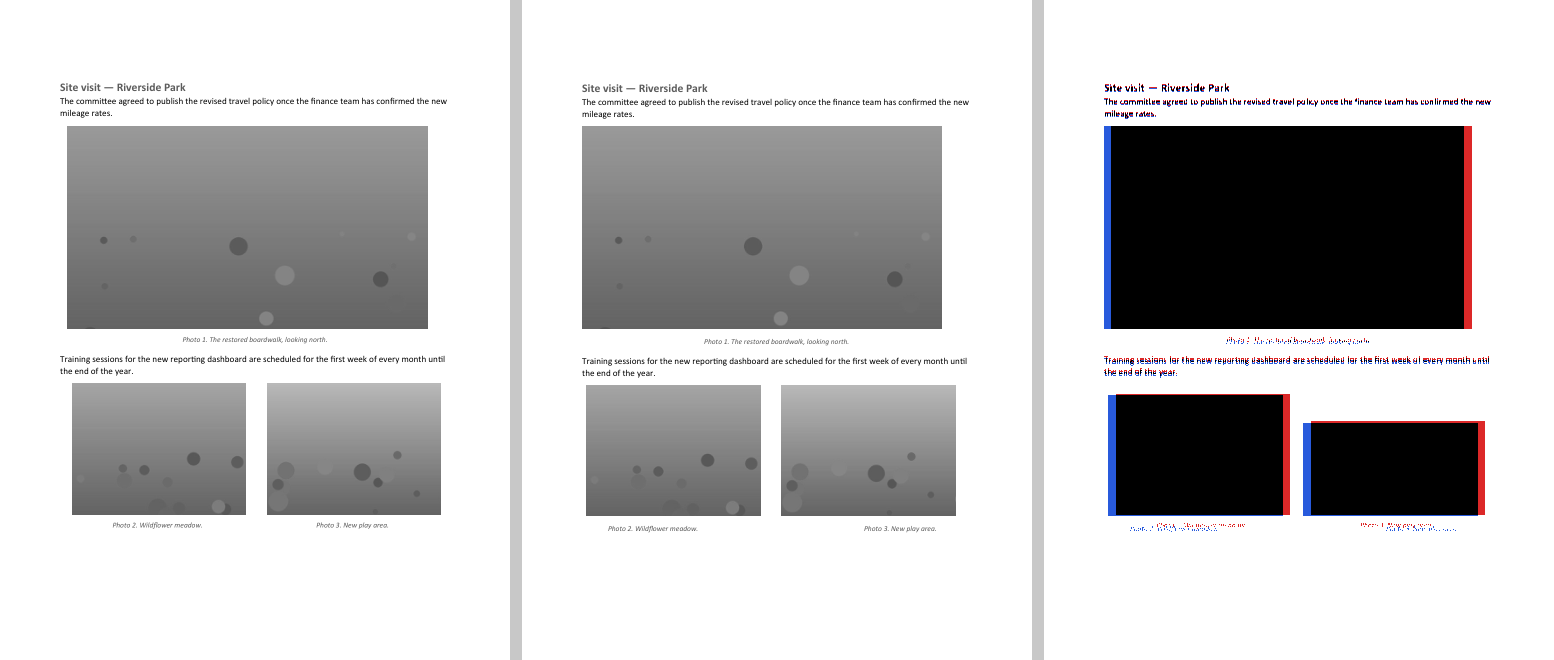 Site visit — Riverside Park
The committee agreed to publish the revised travel policy once the finance team has confirmed the new
mileage rates.
Photo 1. The restored boardwalk, looking north.
Training sessions for the new reporting dashboard are scheduled for the first week of every month until
the end of the year.
Photo 2. Wildflower meadow.
Photo 3. New play area.
Site visit — Riverside Park
The committee agreed to publish the revised travel policy once the finance team has confirmed the new
mileage rates.
Photo 1. The restored boardwalk, looking north.
Training sessions for the new reporting dashboard are scheduled for the first week of every month until
the end of the year.
Photo 2. Wildflower meadow.
Photo 3. New play area.
Site visit — Riverside Park
The committee agreed to publish the revised travel policy once the finance team has confirmed the new
mileage rates.
Training sessions for the new reporting dashboard are scheduled for the first week of every month until
the end of the year.